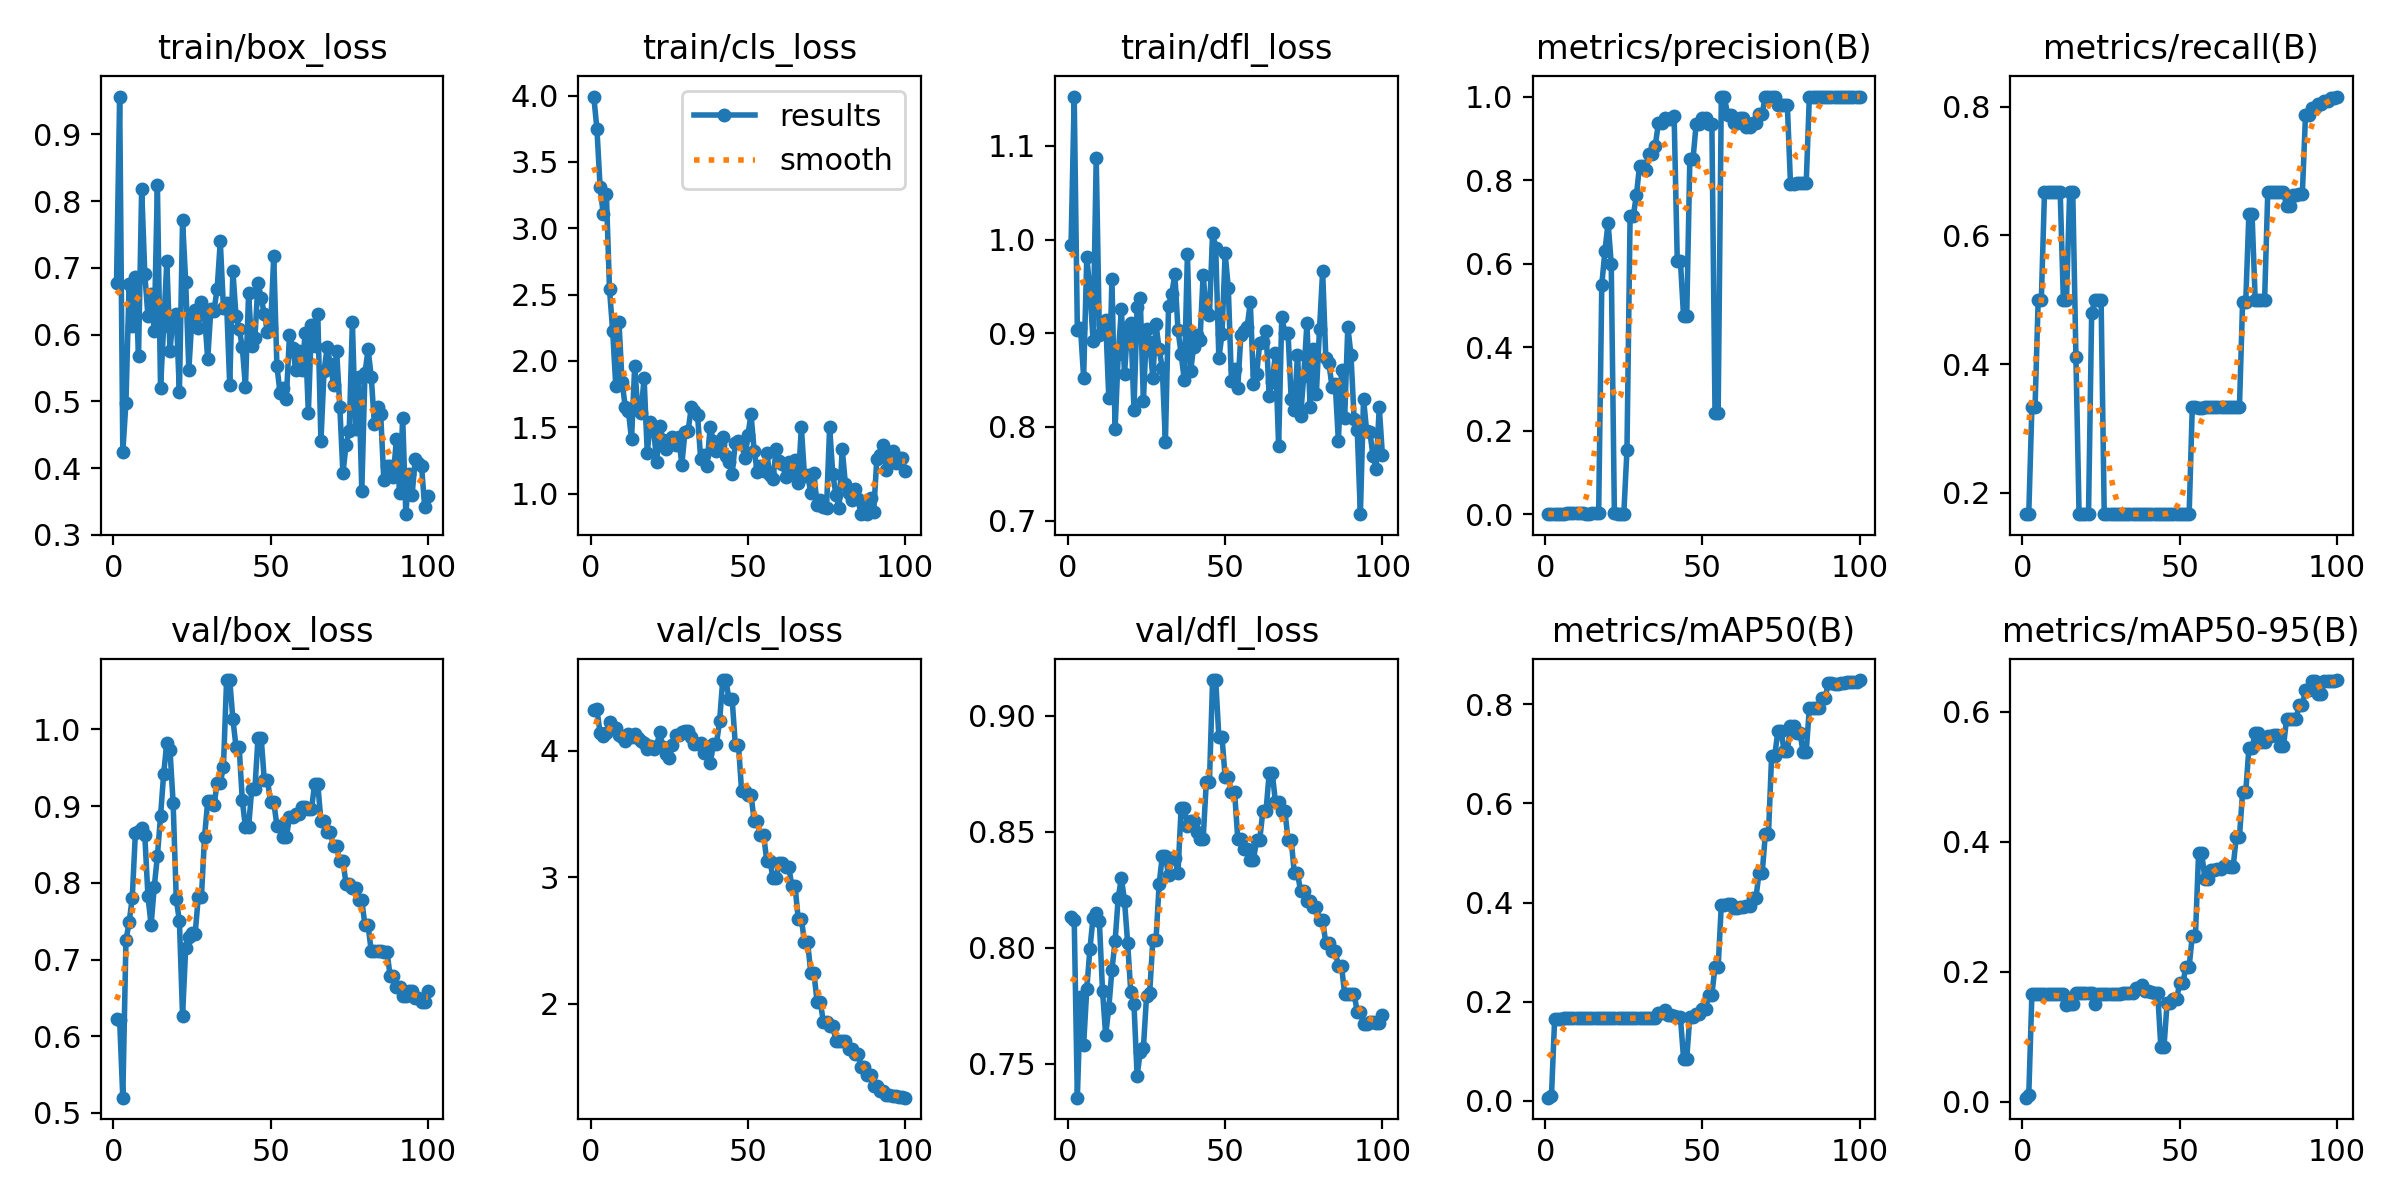 train/box_loss
0.9
0.8
0.7
0.6
0.5
0.4
0.3
0 50 100
train/cls_loss
results
smooth
4.0
3.5
3.0
2.5
2.0
1.5
1.0
0 50 100
train/dfl_loss
1.1
1.0
0.9
0.8
0.7
0 50 100
metrics/precision(B)
1.0
0.8
0.6
0.4
0.2
0.0
0 50 100
metrics/recall(B)
0.8
0.6
0.4
0.2
0 50 100
val/box_loss
1.0
0.9
0.8
0.7
0.6
0.5
0 50 100
val/cls_loss
4
3
2
0 50 100
val/dfl_loss
0.90
0.85
0.80
0.75
0 50 100
metrics/mAP50(B)
0.8
0.6
0.4
0.2
0.0
0 50 100
metrics/mAP50-95(B)
0.6
0.4
0.2
0.0
0 50 100